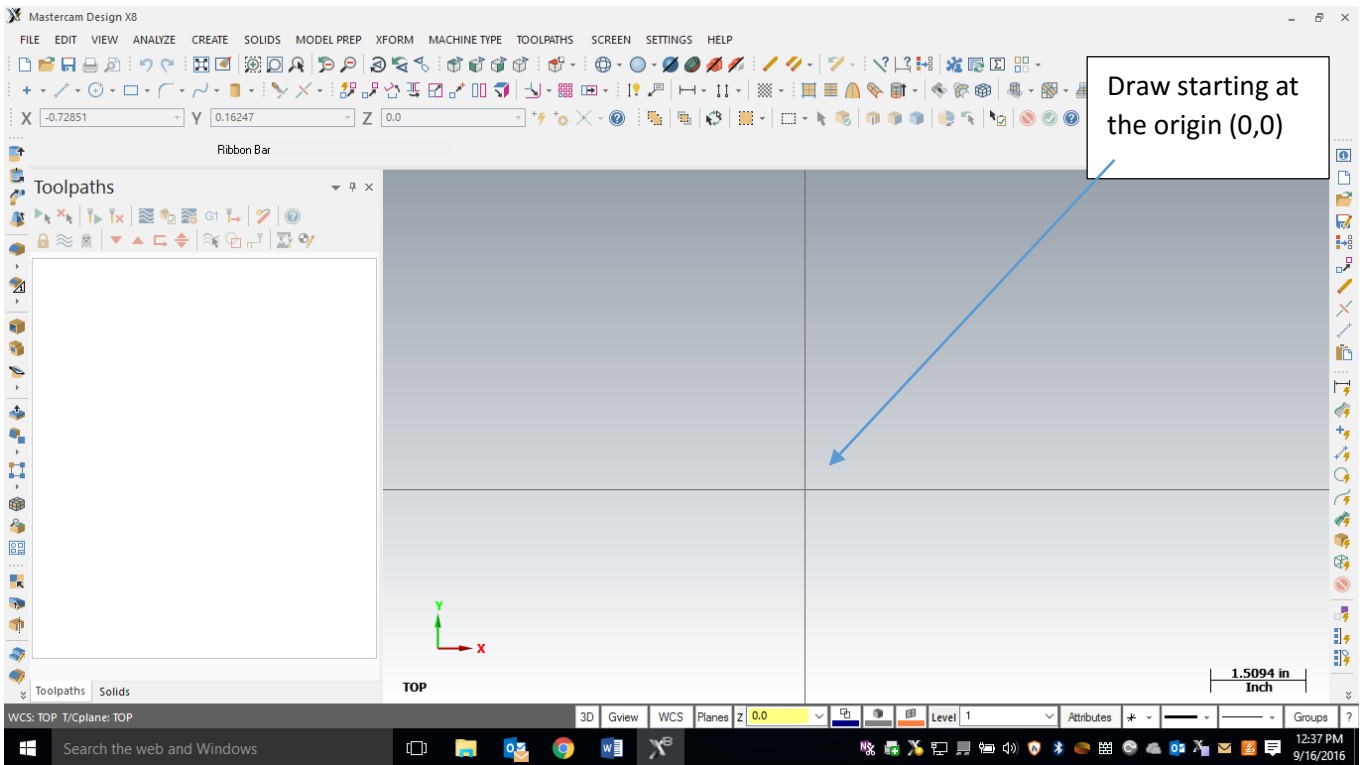 Mastercam Design X8
FILE EDIT VIEW ANALYZE CREATE SOLIDS MODEL PREP XFORM MACHINE TYPE TOOLPATHS SCREEN SETTINGS HELP
X -0.72851 Y 0.16247 Z 0.0
Draw starting at
the origin (0,0)
Ribbon Bar
Toolpaths
G1
Y
X
TOP
1.5094 in
Inch
Toolpaths Solids
WCS: TOP T/Cplane: TOP 3D Gview WCS Planes Z 0.0 Level 1 Attributes Groups ?
Search the web and Windows
12:37 PM
9/16/2016